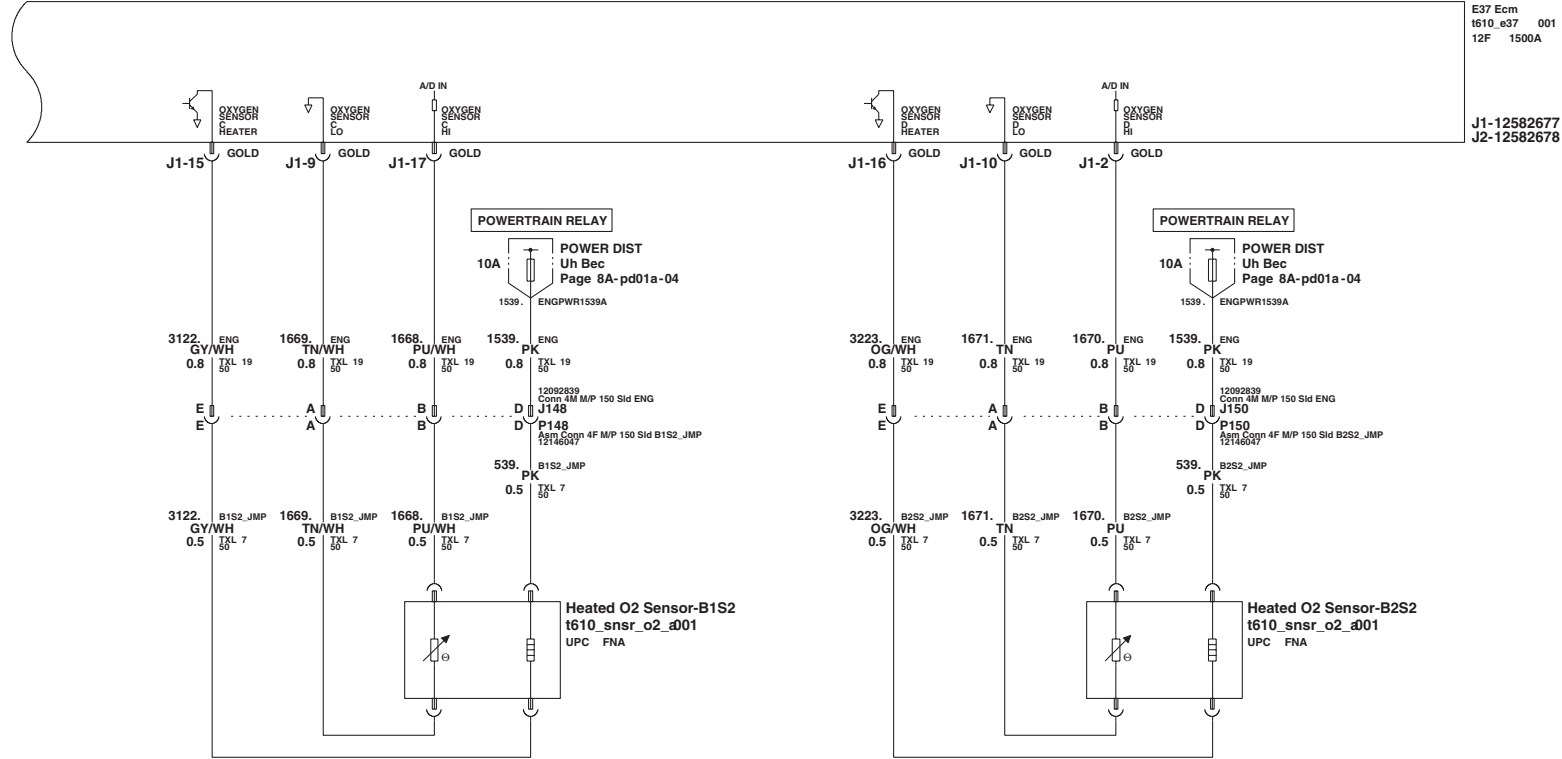 E37 Ecm
t610_e37 001
12F 1500A
A/D IN
A/D IN
OXYGEN SENSOR C HEATER
OXYGEN SENSOR C LO
OXYGEN SENSOR C HI
OXYGEN SENSOR D HEATER
OXYGEN SENSOR D LO
OXYGEN SENSOR D HI
J1-12582677
J2-12582678
J1-15 GOLD
J1-9 GOLD
J1-17 GOLD
J1-16 GOLD
J1-10 GOLD
J1-2 GOLD
POWERTRAIN RELAY
10A
POWER DIST
Uh Bec
Page 8A-pd01a-04
1539. ENGPWR1539A
POWERTRAIN RELAY
10A
POWER DIST
Uh Bec
Page 8A-pd01a-04
1539. ENGPWR1539A
3122. ENG
GY/WH
0.8 TXL 19
50
1669. ENG
TN/WH
0.8 TXL 19
50
1668. ENG
PU/WH
0.8 TXL 19
50
1539. ENG
PK
0.8 TXL 19
50
3223. ENG
OG/WH
0.8 TXL 19
50
1671. ENG
TN
0.8 TXL 19
50
1670. ENG
PU
0.8 TXL 19
50
1539. ENG
PK
0.8 TXL 19
50
12092839
Conn 4M M/P 150 Sld ENG
E A B D J148
E A B D P148
Asm Conn 4F M/P 150 Sld B1S2_JMP
12146047
12092839
Conn 4M M/P 150 Sld ENG
E A B D J150
E A B D P150
Asm Conn 4F M/P 150 Sld B2S2_JMP
12146047
539. B1S2_JMP
PK
0.5 TXL 7
50
539. B2S2_JMP
PK
0.5 TXL 7
50
3122. B1S2_JMP
GY/WH
0.5 TXL 7
50
1669. B1S2_JMP
TN/WH
0.5 TXL 7
50
1668. B1S2_JMP
PU/WH
0.5 TXL 7
50
3223. B2S2_JMP
OG/WH
0.5 TXL 7
50
1671. B2S2_JMP
TN
0.5 TXL 7
50
1670. B2S2_JMP
PU
0.5 TXL 7
50
Heated O2 Sensor-B1S2
t610_snsr_o2_a001
UPC FNA
Θ
Heated O2 Sensor-B2S2
t610_snsr_o2_a001
UPC FNA
Θ